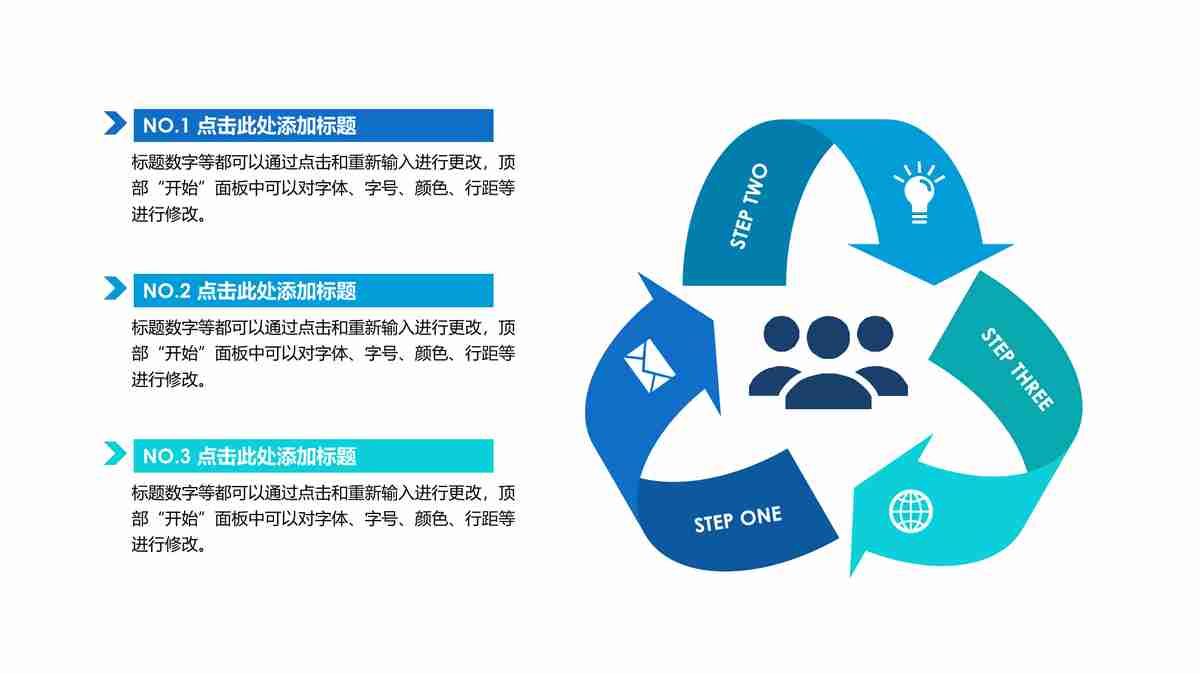 NO.1 点击此处添加标题
标题数字等都可以通过点击和重新输入进行更改，顶
部“开始”面板中可以对字体、字号、颜色、行距等
进行修改。
NO.2 点击此处添加标题
标题数字等都可以通过点击和重新输入进行更改，顶
部“开始”面板中可以对字体、字号、颜色、行距等
进行修改。
NO.3 点击此处添加标题
标题数字等都可以通过点击和重新输入进行更改，顶
部“开始”面板中可以对字体、字号、颜色、行距等
进行修改。
STEP TWO
STEP THREE
STEP ONE